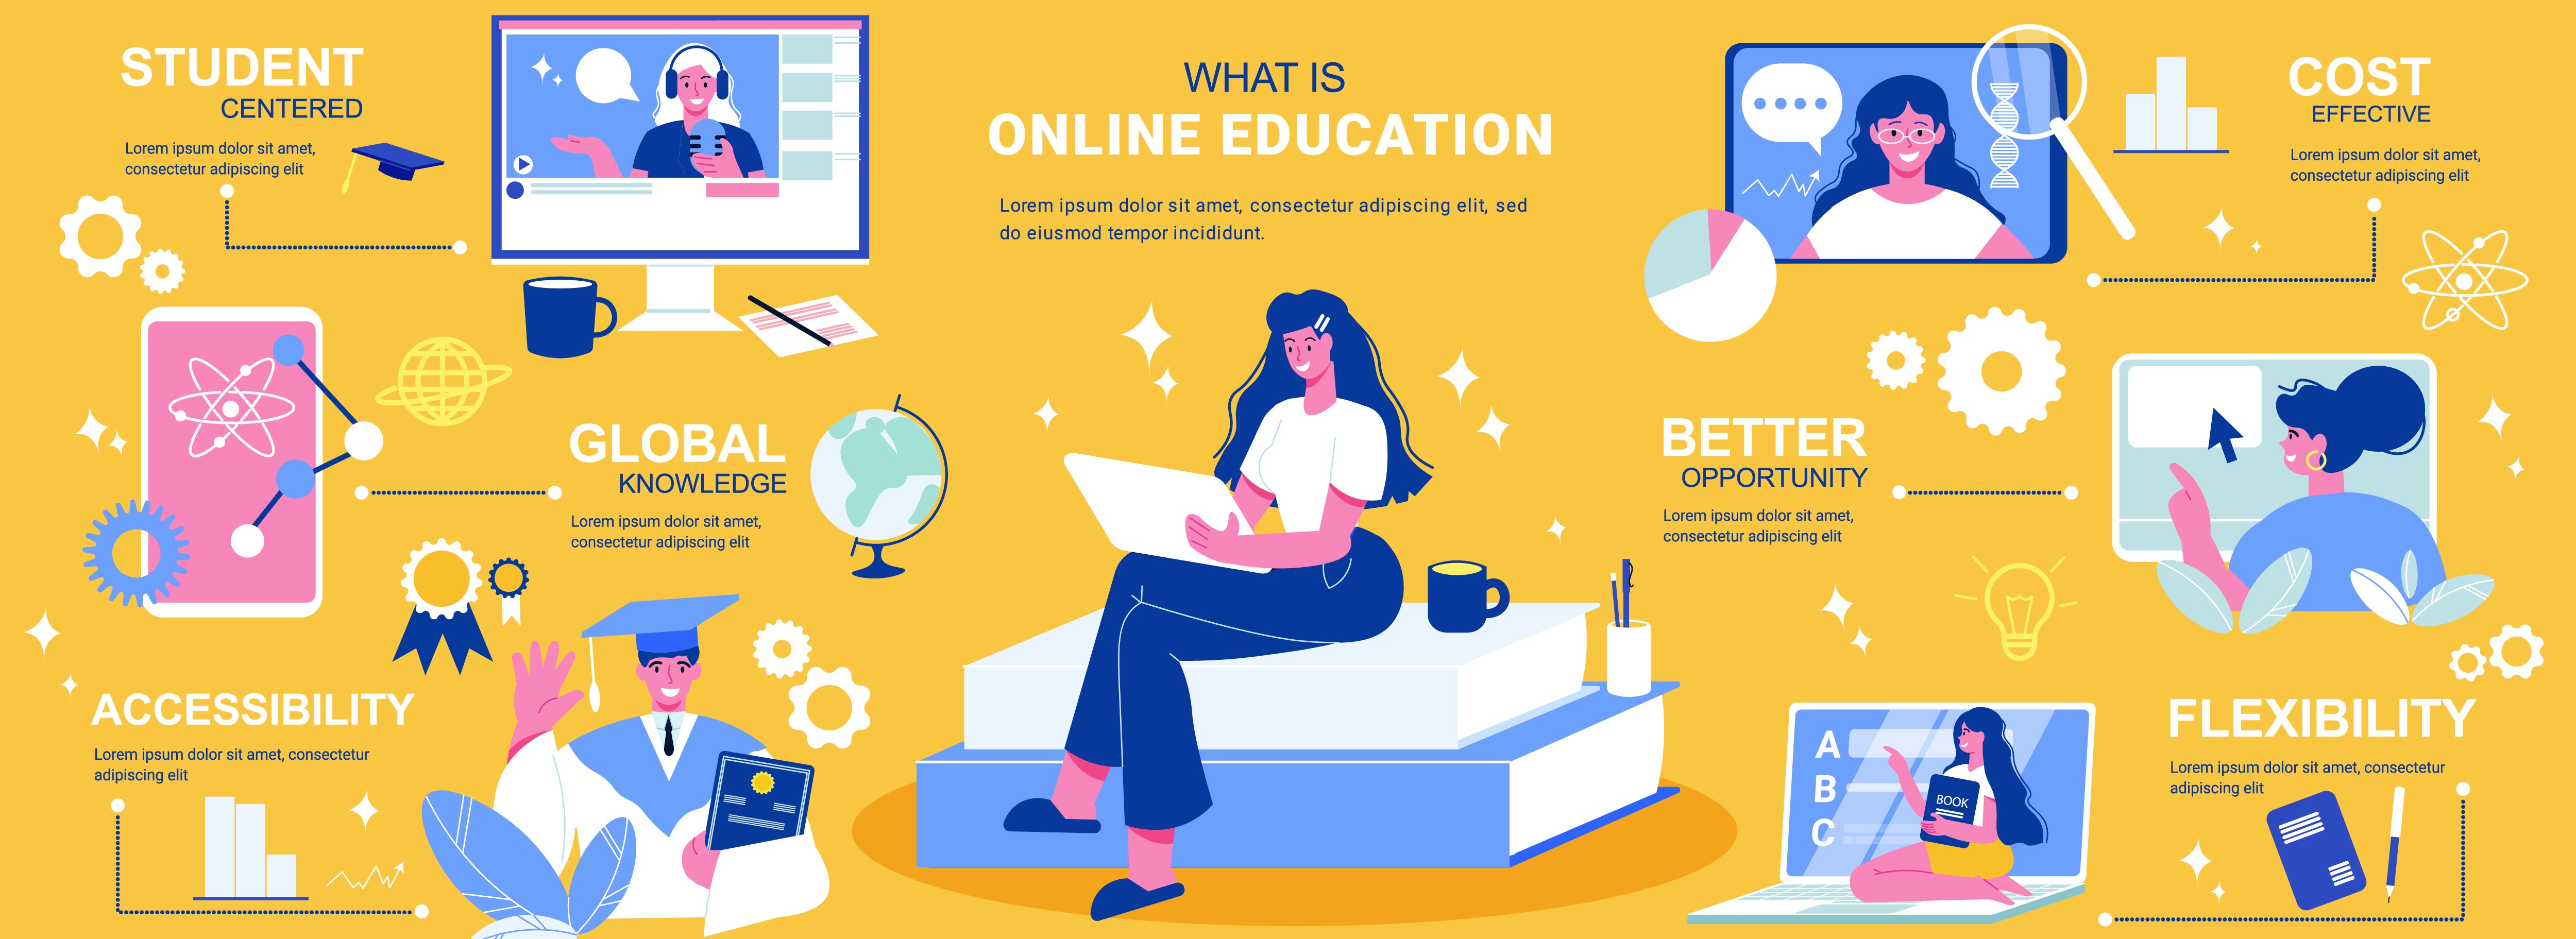 WHAT IS
ONLINE EDUCATION
Lorem ipsum dolor sit amet, consectetur adipiscing elit, sed
do eiusmod tempor incididunt.
STUDENT
CENTERED
Lorem ipsum dolor sit amet,
consectetur adipiscing elit
GLOBAL
KNOWLEDGE
Lorem ipsum dolor sit amet,
consectetur adipiscing elit
ACCESSIBILITY
Lorem ipsum dolor sit amet, consectetur
adipiscing elit
COST
EFFECTIVE
Lorem ipsum dolor sit amet,
consectetur adipiscing elit
BETTER
OPPORTUNITY
Lorem ipsum dolor sit amet,
consectetur adipiscing elit
FLEXIBILITY
Lorem ipsum dolor sit amet, consectetur
adipiscing elit
A
B
C
BOOK